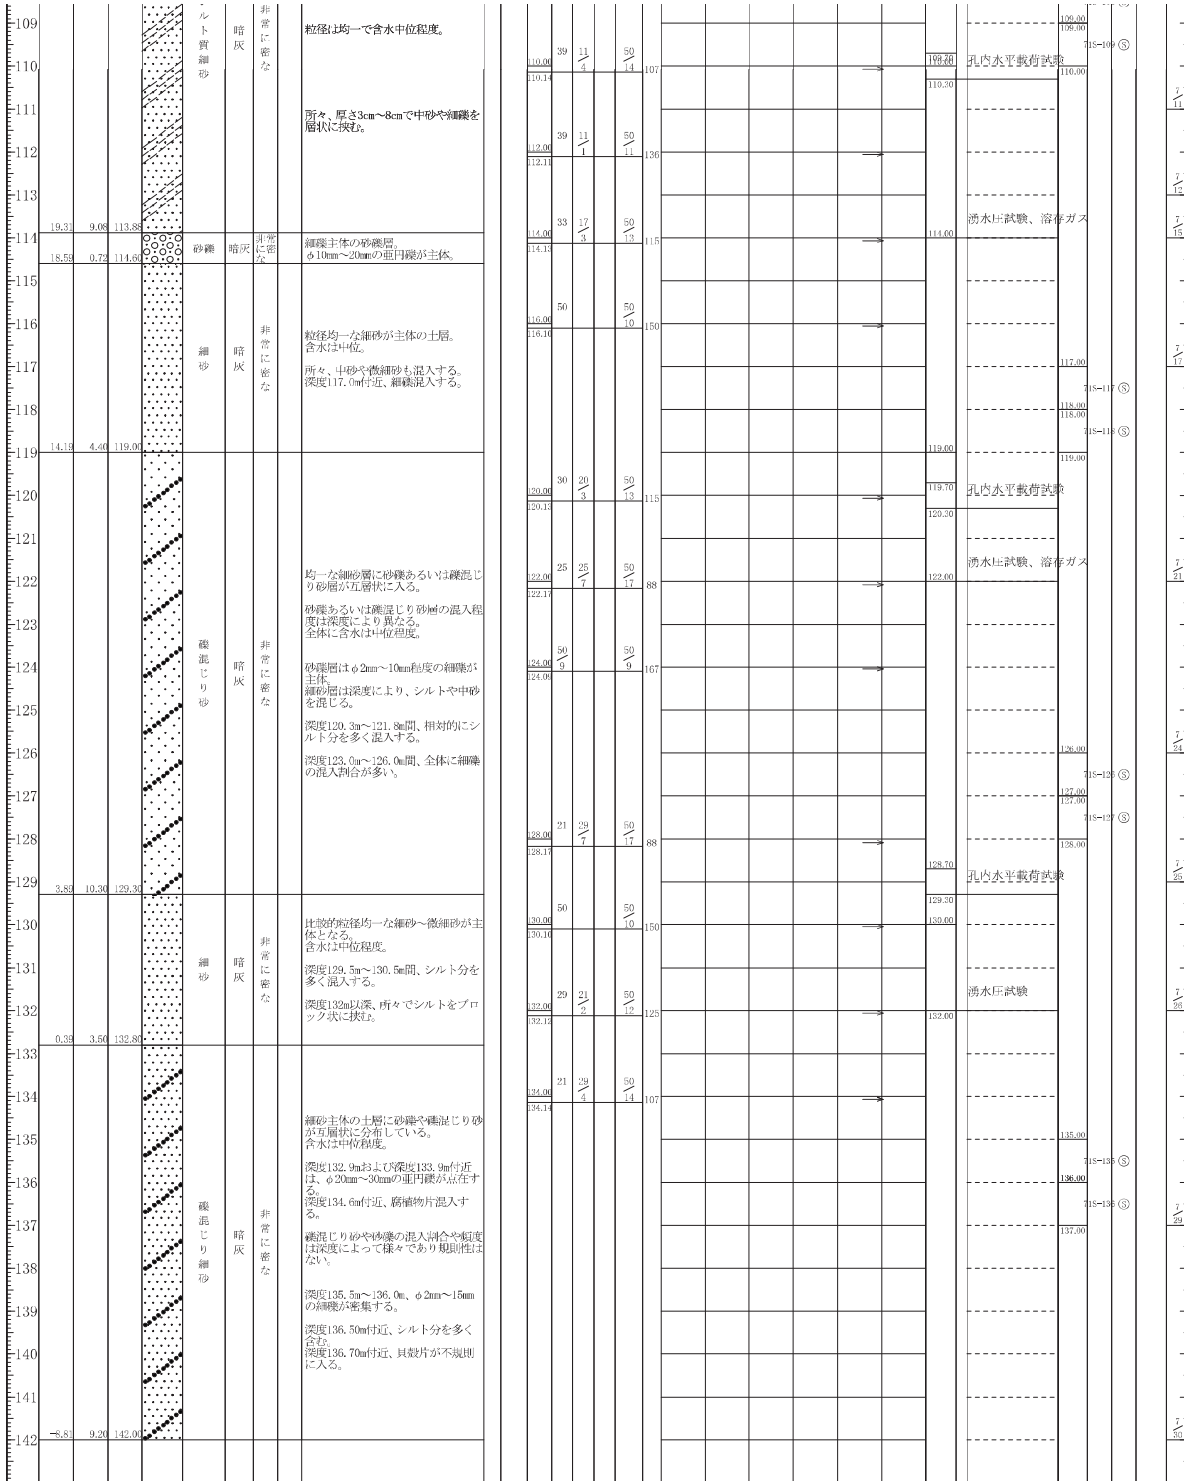 109
シルト質細砂
暗灰
非常に密な
粒径は均一で含水中位程度。
所々、厚さ3cm～8cmで中砂や細礫を
層状に挟む。
110
111
112
113
19.31 9.08 113.88
114
砂礫
暗灰
非常に密な
細礫主体の砂礫層。
φ10mm～20mmの亜円礫が主体。
18.59 0.72 114.60
115
116
117
118
細砂
暗灰
非常に密な
粒径均一な細砂が主体の土層。
含水は中位。
所々、中砂や微細砂も混入する。
深度117.0m付近、細礫混入する。
14.19 4.40 119.00
119
120
121
122
123
124
125
126
127
128
129
礫混じり砂
暗灰
非常に密な
均一な細砂層に砂礫あるいは礫混じ
り砂層が互層状に入る。
砂礫あるいは礫混じり砂層の混入程
度は深度により異なる。
全体に含水は中位程度。
砂礫層はφ2mm～10mm程度の細礫が
主体。
細砂層は深度により、シルトや中砂
を混じる。
深度120.3m～121.8m間、相対的にシ
ルト分を多く混入する。
深度123.0m～126.0m間、全体に細礫
の混入割合が多い。
3.89 10.30 129.30
130
131
132
細砂
暗灰
非常に密な
比較的粒径均一な細砂～微細砂が主
体となる。
含水は中位程度。
深度129.5m～130.5m間、シルト分を
多く混入する。
深度132m以深、所々でシルトをブロ
ック状に挟む。
0.39 3.50 132.80
133
134
135
136
137
138
139
140
141
142
礫混じり細砂
暗灰
非常に密な
細砂主体の土層に砂礫や礫混じり砂
が互層状に分布している。
含水は中位程度。
深度132.9mおよび深度133.9m付近
は、φ20mm～30mmの亜円礫が点在す
る。
深度134.6m付近、腐植物片混入す
る。
礫混じり砂や砂礫の混入割合や頻度
は深度によって様々であり規則性は
ない。
深度135.5m～136.0m、φ2mm～15mm
の細礫が密集する。
深度136.50m付近、シルト分を多く
含む。
深度136.70m付近、貝殻片が不規則
に入る。
-8.81 9.20 142.00
110.00 39 11/4 50/14 107
110.14
112.00 39 11/1 50/11 136
112.11
114.00 33 17/3 50/13 115
114.13
116.00 50 50/10 150
116.10
120.00 30 20/3 50/13 115
120.13
122.00 25 25/7 50/17 88
122.17
124.00 50/9 50/9 167
124.09
128.00 21 29/7 50/17 88
128.17
130.00 50 50/10 150
130.10
132.00 29 21/2 50/12 125
132.12
134.00 21 29/4 50/14 107
134.14
孔内水平載荷試験
110.30
湧水圧試験、溶存ガス
114.00
119.00
119.70 孔内水平載荷試験
120.30
湧水圧試験、溶存ガス
122.00
128.70 孔内水平載荷試験
129.30
130.00
湧水圧試験
132.00
109.00
109.00
71S-109 Ⓢ
110.00
117.00
71S-117 Ⓢ
118.00
118.00
71S-118 Ⓢ
119.00
126.00
71S-126 Ⓢ
127.00
127.00
71S-127 Ⓢ
128.00
135.00
71S-135 Ⓢ
136.00
71S-136 Ⓢ
137.00
7/11
7/12
7/15
7/17
7/21
7/24
7/25
7/26
7/29
7/30